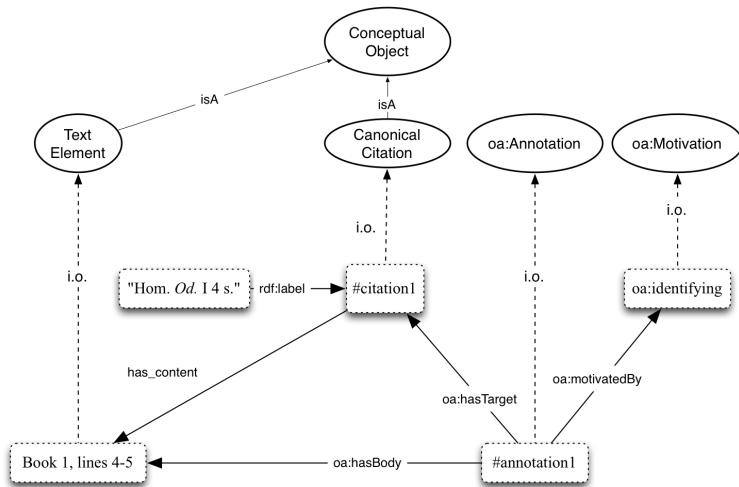 Conceptual
Object
isA
isA
Text
Element
Canonical
Citation
oa:Annotation
oa:Motivation
i.o.
i.o.
i.o.
i.o.
"Hom. Od. I 4 s."
rdf:label
#citation1
oa:identifying
has_content
oa:motivatedBy
oa:hasTarget
Book 1, lines 4-5
oa:hasBody
#annotation1